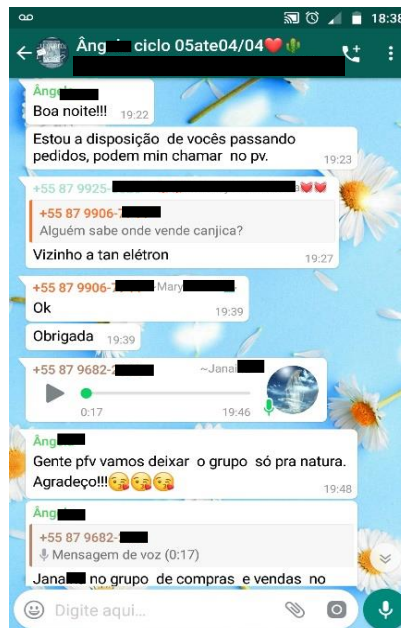 18:38
Âng ciclo 05ate04/04❤️🌵
Âng
Boa noite!!! 19:22
Estou a disposição de vocês passando
pedidos, podem min chamar no pv. 19:23
+55 87 9925-
+55 87 9906-
Alguém sabe onde vende canjica?
Vizinho a tan elétron 19:27
+55 87 9906- ~Mary
Ok 19:39
Obrigada 19:39
+55 87 9682- ~Janai
0:17 19:46
Âng
Gente pfv vamos deixar o grupo só pra natura.
Agradeço!!!😘😘😘 19:48
Âng
+55 87 9682-
Mensagem de voz (0:17)
Jana no grupo de compras e vendas no
Digite aqui...